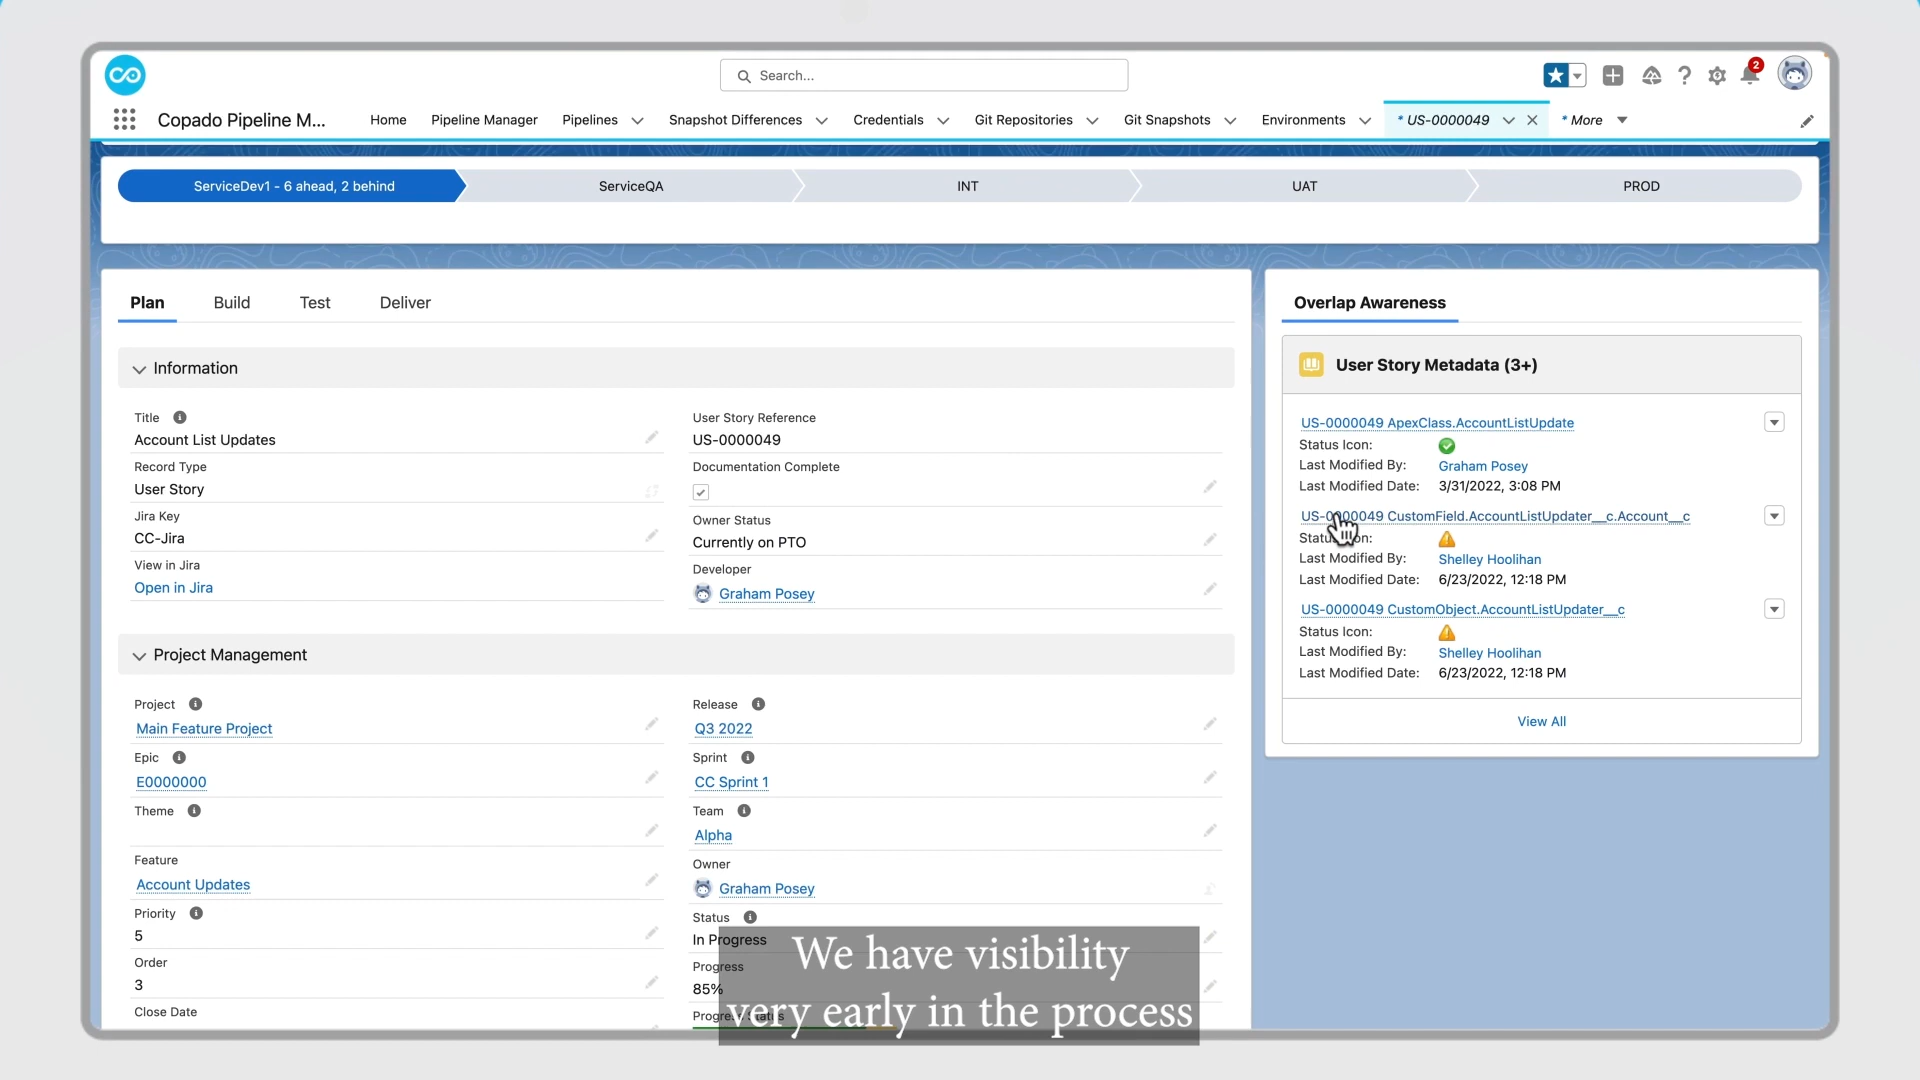 Search...
2
Copado Pipeline M...
Home
Pipeline Manager
Pipelines
Snapshot Differences
Credentials
Git Repositories
Git Snapshots
Environments
* US-0000049
* More
ServiceDev1 - 6 ahead, 2 behind
ServiceQA
INT
UAT
PROD
Plan
Build
Test
Deliver
Information
Title
Account List Updates
Record Type
User Story
Jira Key
CC-Jira
View in Jira
Open in Jira
User Story Reference
US-0000049
Documentation Complete
Owner Status
Currently on PTO
Developer
Graham Posey
Project Management
Project
Main Feature Project
Epic
E0000000
Theme
Feature
Account Updates
Priority
5
Order
3
Close Date
Release
Q3 2022
Sprint
CC Sprint 1
Team
Alpha
Owner
Graham Posey
Status
In Progress
Progress
85%
Progress Status
Overlap Awareness
User Story Metadata (3+)
US-0000049 ApexClass.AccountListUpdate
Status Icon:
Last Modified By: Graham Posey
Last Modified Date: 3/31/2022, 3:08 PM
US-0000049 CustomField.AccountListUpdater__c.Account__c
Status Icon:
Last Modified By: Shelley Hoolihan
Last Modified Date: 6/23/2022, 12:18 PM
US-0000049 CustomObject.AccountListUpdater__c
Status Icon:
Last Modified By: Shelley Hoolihan
Last Modified Date: 6/23/2022, 12:18 PM
View All
We have visibility
very early in the process